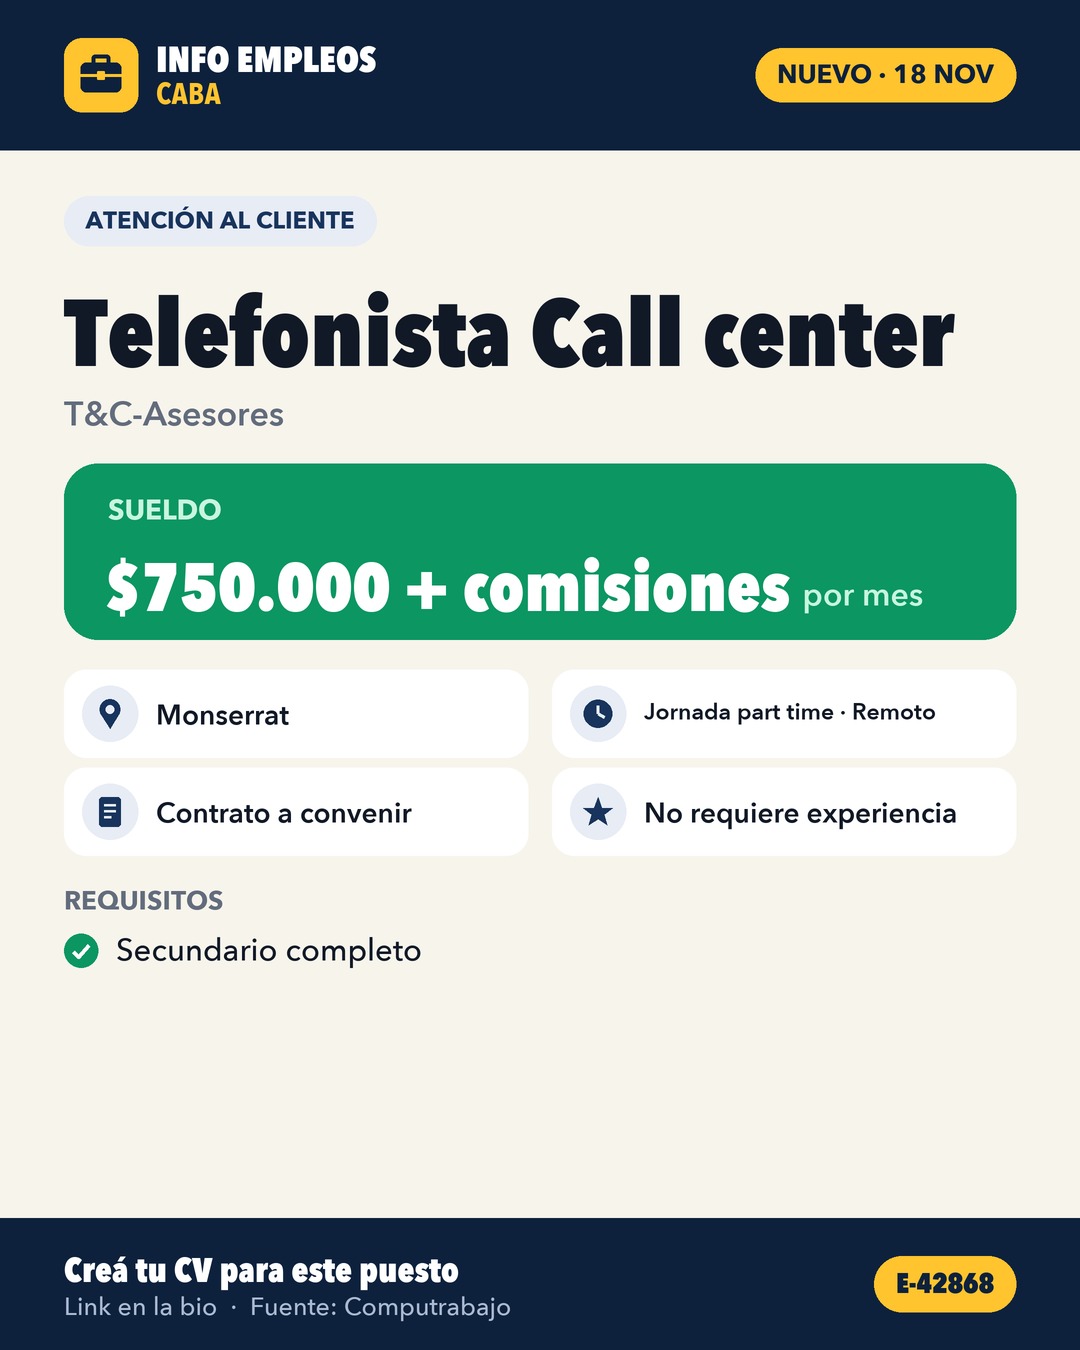 INFO EMPLEOS
CABA
NUEVO · 18 NOV
ATENCIÓN AL CLIENTE
Telefonista Call center
T&C-Asesores
SUELDO
$750.000 + comisiones por mes
Monserrat
Jornada part time · Remoto
Contrato a convenir
No requiere experiencia
REQUISITOS
Secundario completo
Creá tu CV para este puesto
Link en la bio · Fuente: Computrabajo
E-42868